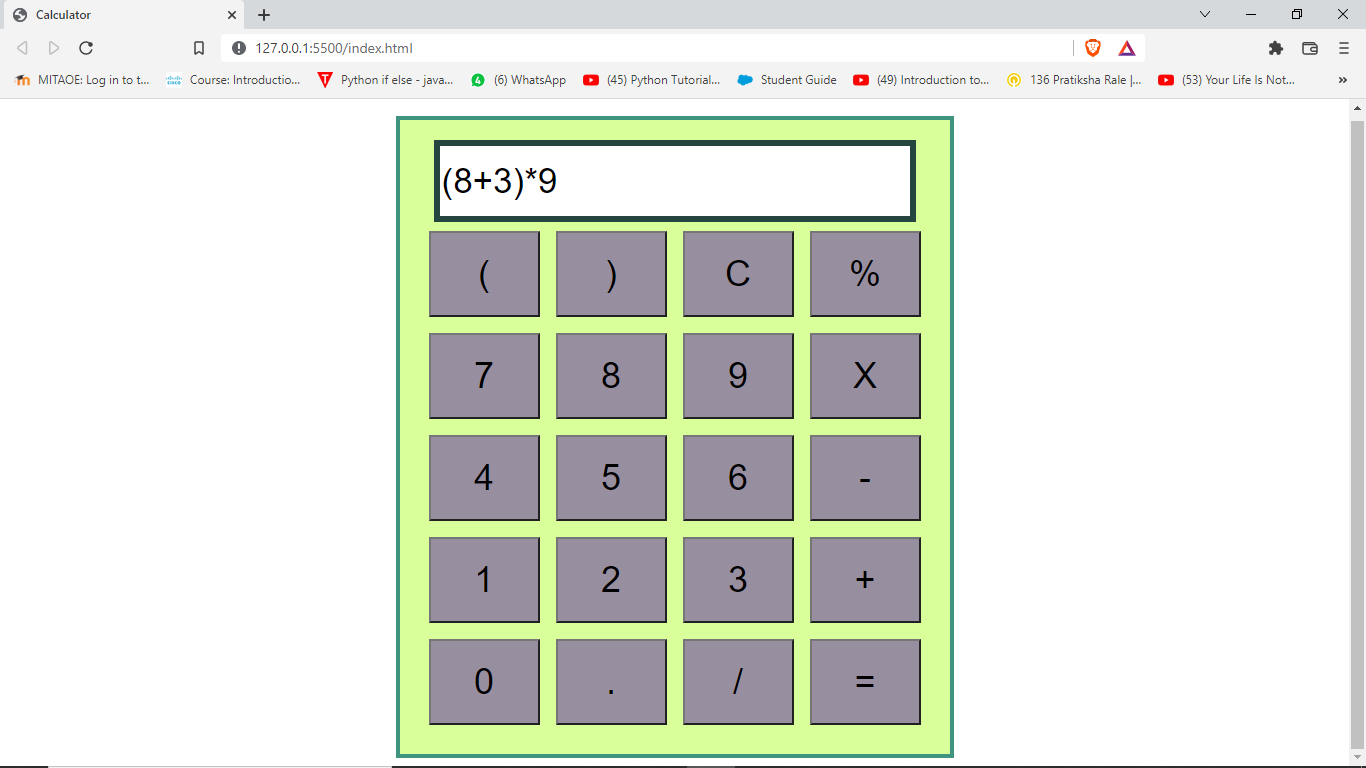 Calculator
127.0.0.1:5500/index.html
MITAOE: Log in to t... Course: Introductio... Python if else - java... (6) WhatsApp (45) Python Tutorial... Student Guide (49) Introduction to... 136 Pratiksha Rale |... (53) Your Life Is Not... »
(8+3)*9
( ) C %
7 8 9 X
4 5 6 -
1 2 3 +
0 . / =